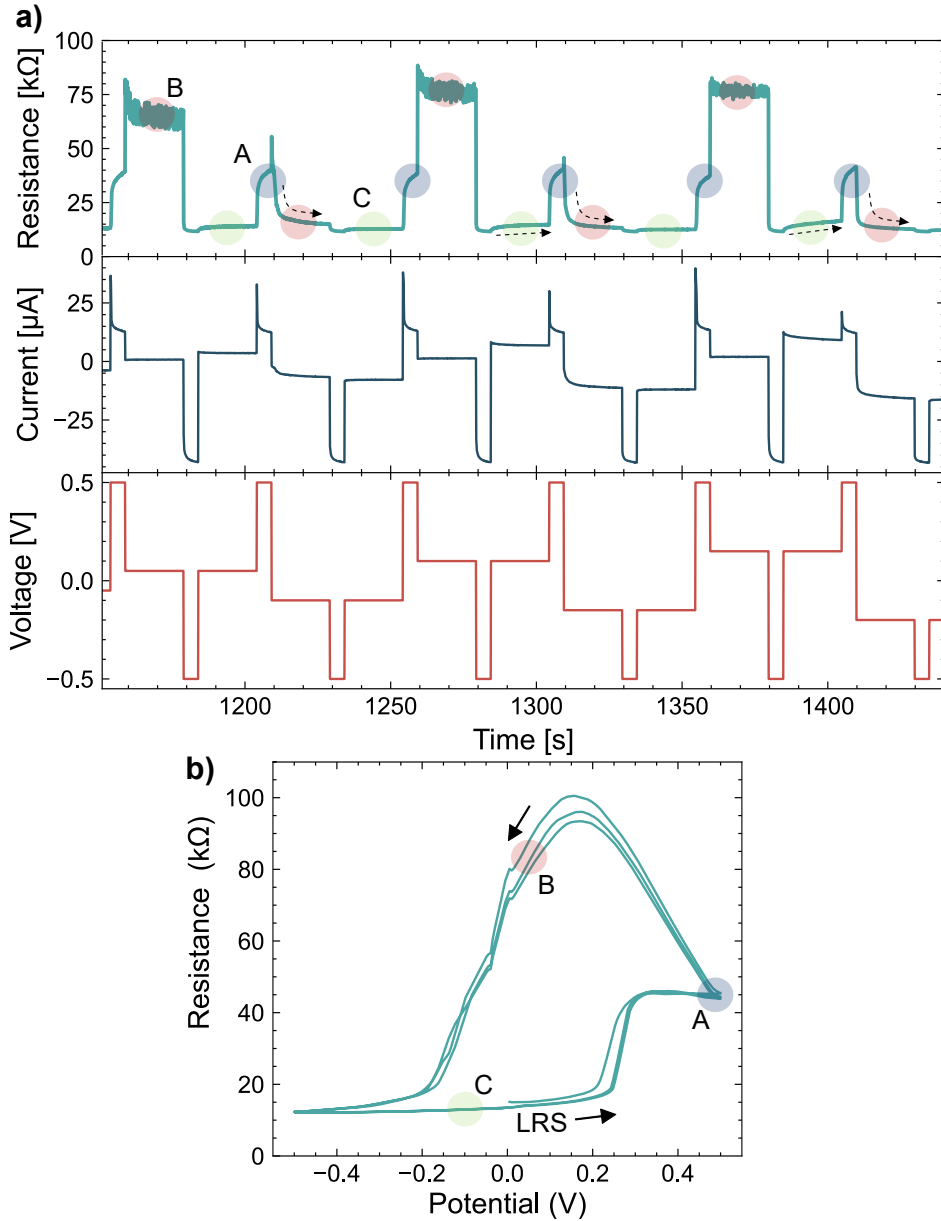 a)
Resistance [kΩ]
100
75
50
25
0
B
A
C
Current [µA]
25
0
−25
Voltage [V]
0.5
0.0
−0.5
1200
1250
1300
1350
1400
Time [s]
b)
Resistance (kΩ)
100
80
60
40
20
0
B
A
C
LRS
−0.4
−0.2
0.0
0.2
0.4
Potential (V)